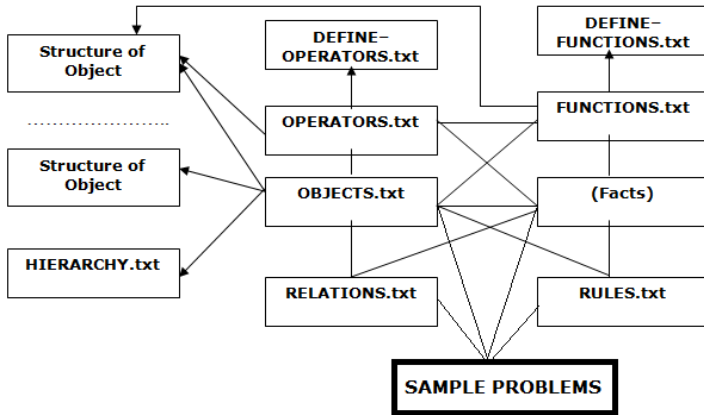 Structure of
Object
DEFINE–
OPERATORS.txt
DEFINE–
FUNCTIONS.txt
OPERATORS.txt
FUNCTIONS.txt
…………………..
Structure of
Object
OBJECTS.txt
(Facts)
HIERARCHY.txt
RELATIONS.txt
RULES.txt
SAMPLE PROBLEMS